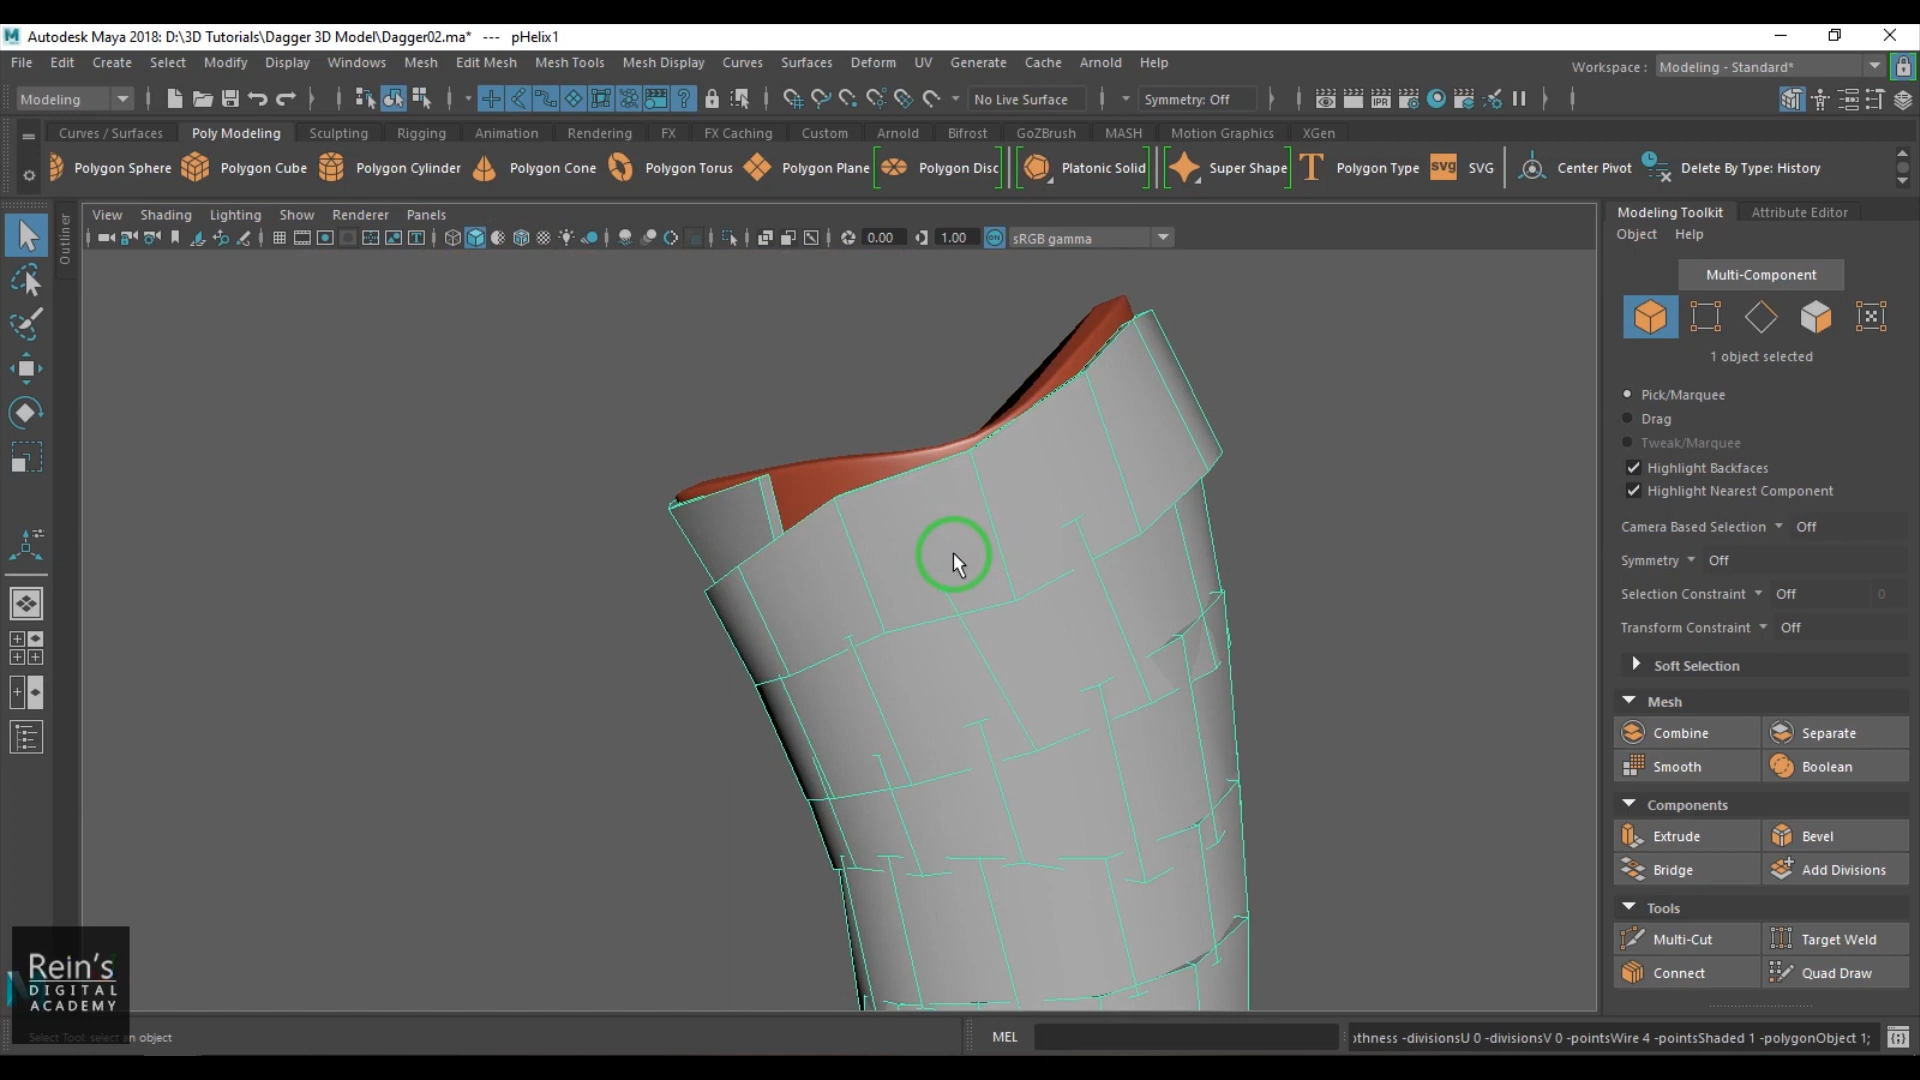 Autodesk Maya 2018: D:\3D Tutorials\Dagger 3D Model\Dagger02.ma* --- pHelix1
File Edit Create Select Modify Display Windows Mesh Edit Mesh Mesh Tools Mesh Display Curves Surfaces Deform UV Generate Cache Arnold Help
Workspace : Modeling - Standard*
Modeling No Live Surface Symmetry: Off
Curves / Surfaces Poly Modeling Sculpting Rigging Animation Rendering FX FX Caching Custom Arnold Bifrost GoZBrush MASH Motion Graphics XGen
Polygon Sphere Polygon Cube Polygon Cylinder Polygon Cone Polygon Torus Polygon Plane Polygon Disc Platonic Solid Super Shape Polygon Type SVG Center Pivot Delete By Type: History
View Shading Lighting Show Renderer Panels
0.00 1.00 ON sRGB gamma
Outliner
Modeling Toolkit Attribute Editor
Object Help
Multi-Component
1 object selected
Pick/Marquee
Drag
Tweak/Marquee
Highlight Backfaces
Highlight Nearest Component
Camera Based Selection Off
Symmetry Off
Selection Constraint Off 0
Transform Constraint Off
Soft Selection
Mesh
Combine Separate
Smooth Boolean
Components
Extrude Bevel
Bridge Add Divisions
Tools
Multi-Cut Target Weld
Connect Quad Draw
Rein's
DIGITAL
ACADEMY
Select Tool: select an object
MEL
othness -divisionsU 0 -divisionsV 0 -pointsWire 4 -pointsShaded 1 -polygonObject 1;